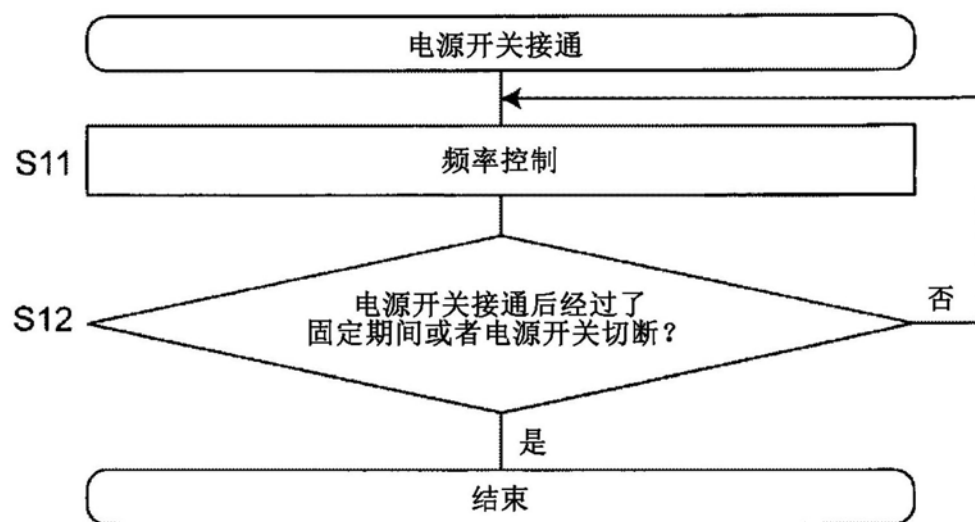 电源开关接通
S11
频率控制
S12
电源开关接通后经过了
固定期间或者电源开关切断？
否
是
结束